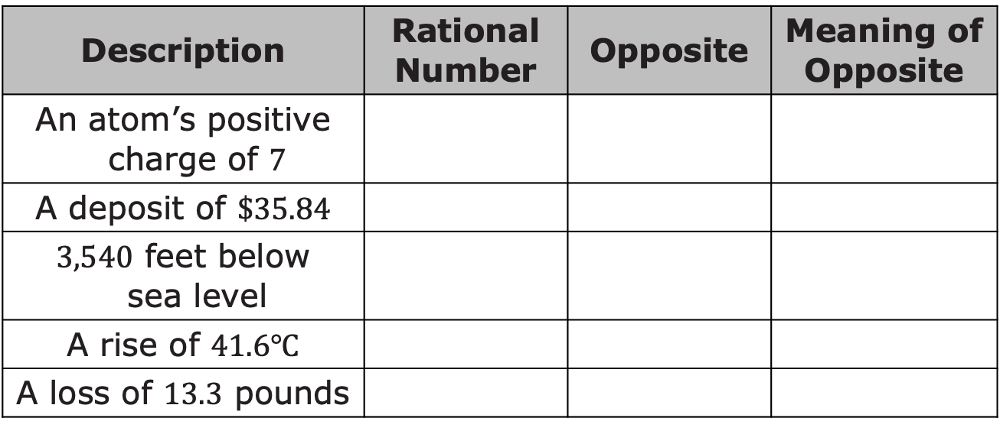 Description
Rational
Number
Opposite
Meaning of
Opposite
An atom’s positive
charge of 7
A deposit of $35.84
3,540 feet below
sea level
A rise of 41.6°C
A loss of 13.3 pounds